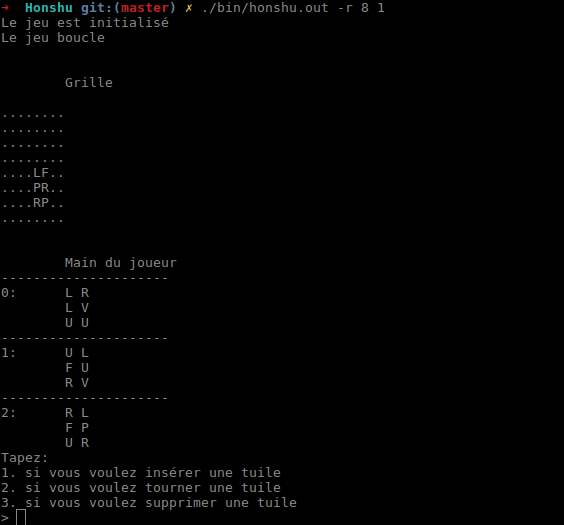 ➜  Honshu git:(master) ✗ ./bin/honshu.out -r 8 1
Le jeu est initialisé
Le jeu boucle
Grille
........
........
........
........
....LF..
....PR..
....RP..
........
Main du joueur
---------------------
0:      L R
        L V
        U U
---------------------
1:      U L
        F U
        R V
---------------------
2:      R L
        F P
        U R
Tapez:
1. si vous voulez insérer une tuile
2. si vous voulez tourner une tuile
3. si vous voulez supprimer une tuile
>